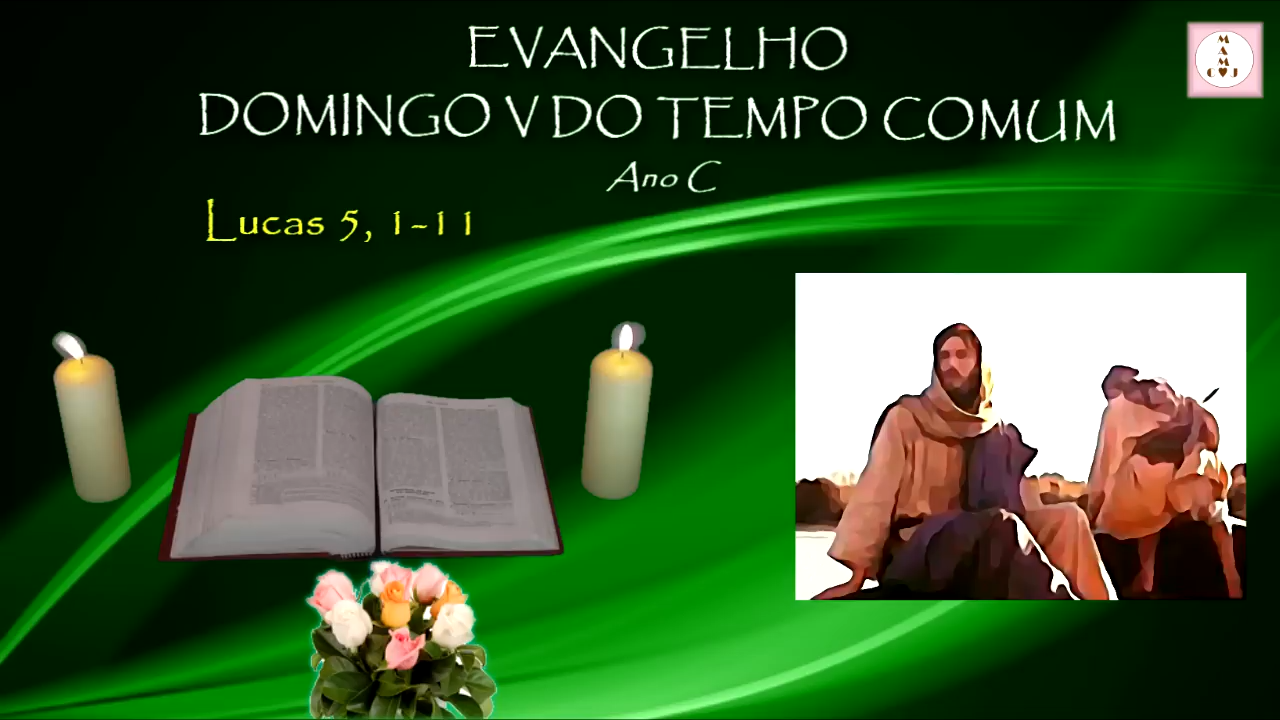 EVANGELHO
DOMINGO V DO TEMPO COMUM
Ano C
Lucas 5, 1-11
M
A
M
C♥J